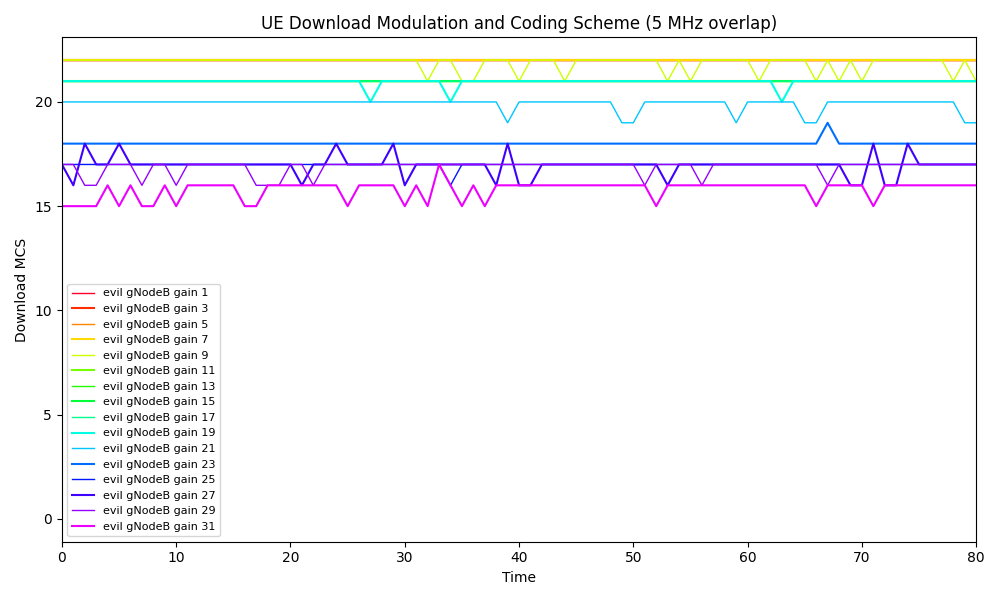 UE Download Modulation and Coding Scheme (5 MHz overlap)
20
15
10
5
0
Download MCS
evil gNodeB gain 1
evil gNodeB gain 3
evil gNodeB gain 5
evil gNodeB gain 7
evil gNodeB gain 9
evil gNodeB gain 11
evil gNodeB gain 13
evil gNodeB gain 15
evil gNodeB gain 17
evil gNodeB gain 19
evil gNodeB gain 21
evil gNodeB gain 23
evil gNodeB gain 25
evil gNodeB gain 27
evil gNodeB gain 29
evil gNodeB gain 31
0 10 20 30 40 50 60 70 80
Time